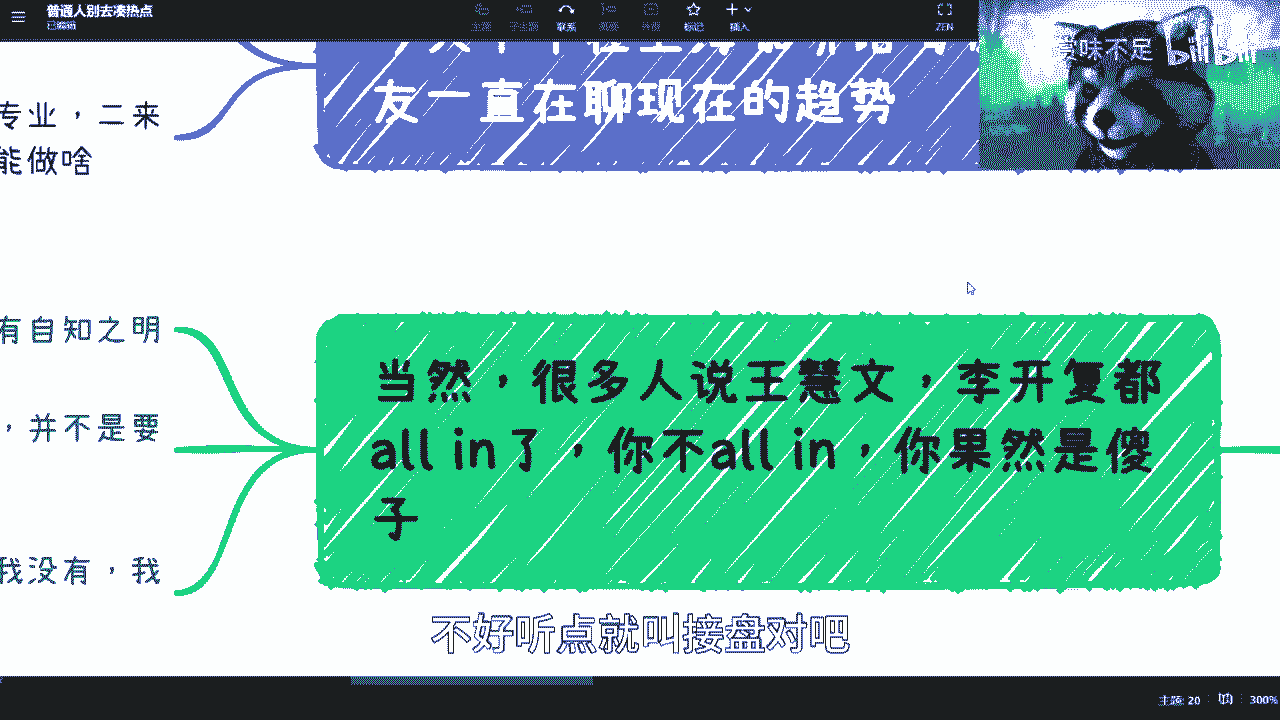 普通人别去凑热点
已编辑
主题
子主题
联系
概要
外框
标记
插入
ZEN
意味不足
bilibili
友一直在聊现在的趋势
专业，二来
能做啥
有自知之明
，并不是要
我没有，我
当然，很多人说王慧文，李开复都
all in了，你不all in，你果然是傻
子
不好听点就叫接盘对吧
主题: 20
300%